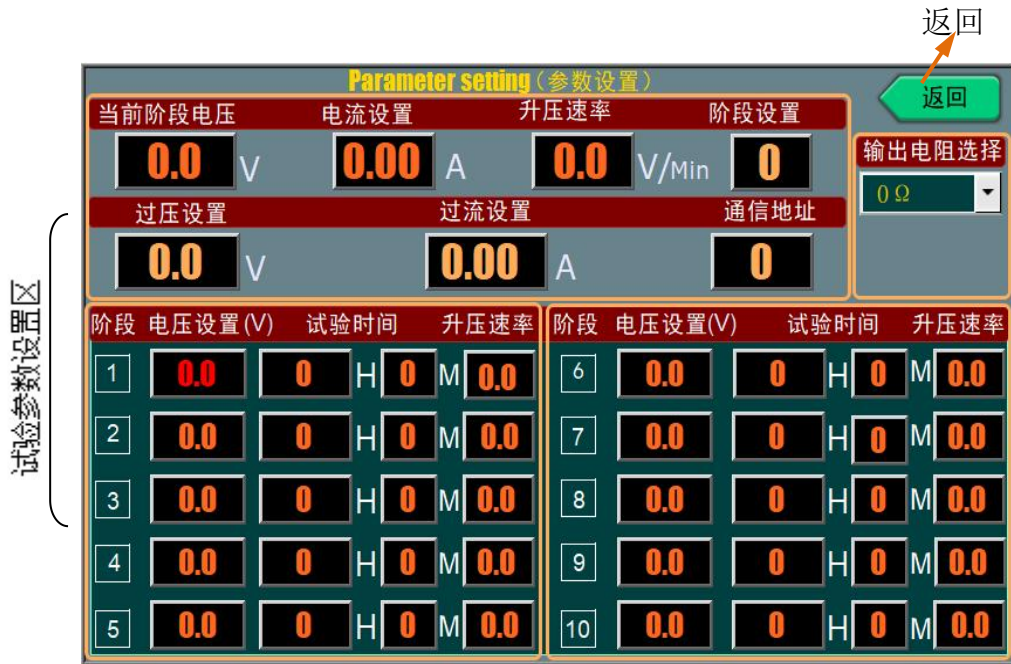 返回
Parameter setting(参数设置)
返回
当前阶段电压 电流设置 升压速率 阶段设置
0.0 V 0.00 A 0.0 V/Min 0
输出电阻选择
0Ω
过压设置 过流设置 通信地址
0.0 V 0.00 A 0
试验参数设置区
阶段 电压设置(V) 试验时间 升压速率
1 0.0 0 H 0 M 0.0
2 0.0 0 H 0 M 0.0
3 0.0 0 H 0 M 0.0
4 0.0 0 H 0 M 0.0
5 0.0 0 H 0 M 0.0
阶段 电压设置(V) 试验时间 升压速率
6 0.0 0 H 0 M 0.0
7 0.0 0 H 0 M 0.0
8 0.0 0 H 0 M 0.0
9 0.0 0 H 0 M 0.0
10 0.0 0 H 0 M 0.0